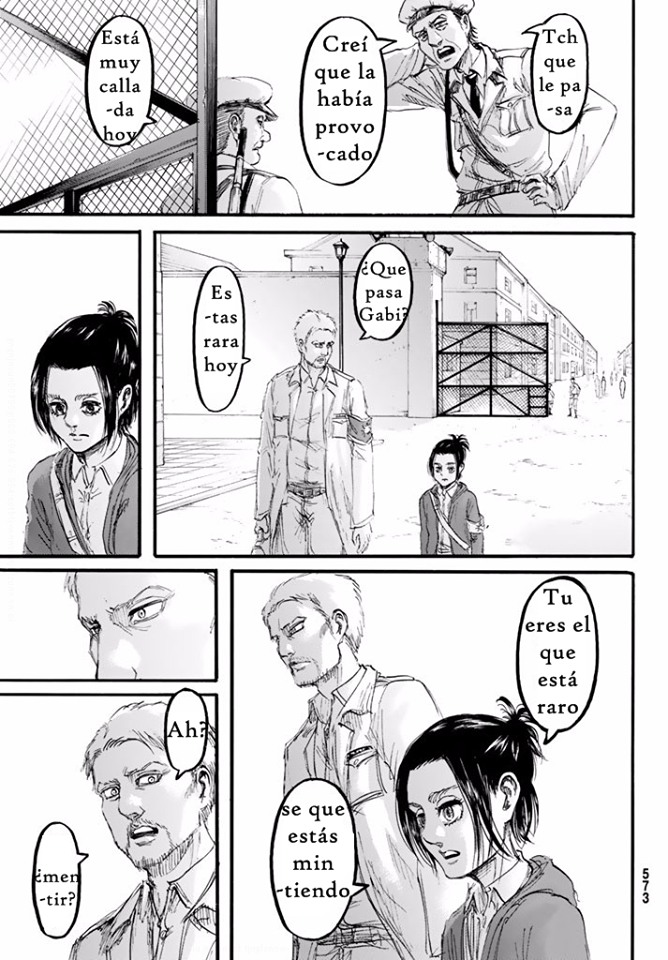 Tch
que
le pa
-sa
Creí
que la
había
provo
-cado
Está
muy
calla
-da
hoy
¿Que
pasa
Gabi?
Es
-tas
rara
hoy
Tu
eres el
que
está
raro
se que
estás
min
-tiendo
Ah?
¿men
-tir?
573